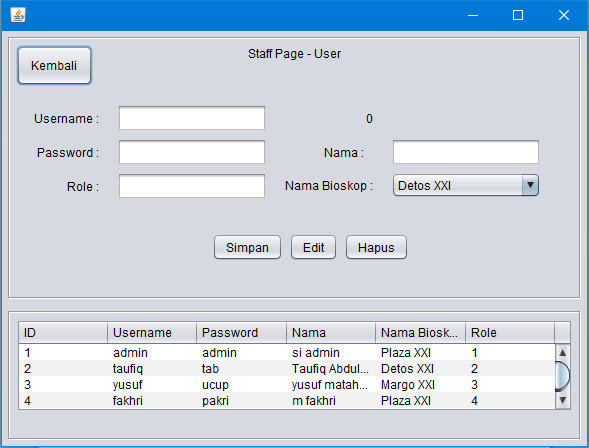 Staff Page - User
Kembali
Username :
0
Password :
Nama :
Role :
Nama Bioskop :
Detos XXI
Simpan
Edit
Hapus
ID Username Password Nama Nama Biosk... Role
1 admin admin si admin Plaza XXI 1
2 taufiq tab Taufiq Abdul... Detos XXI 2
3 yusuf ucup yusuf matah... Margo XXI 3
4 fakhri pakri m fakhri Plaza XXI 4